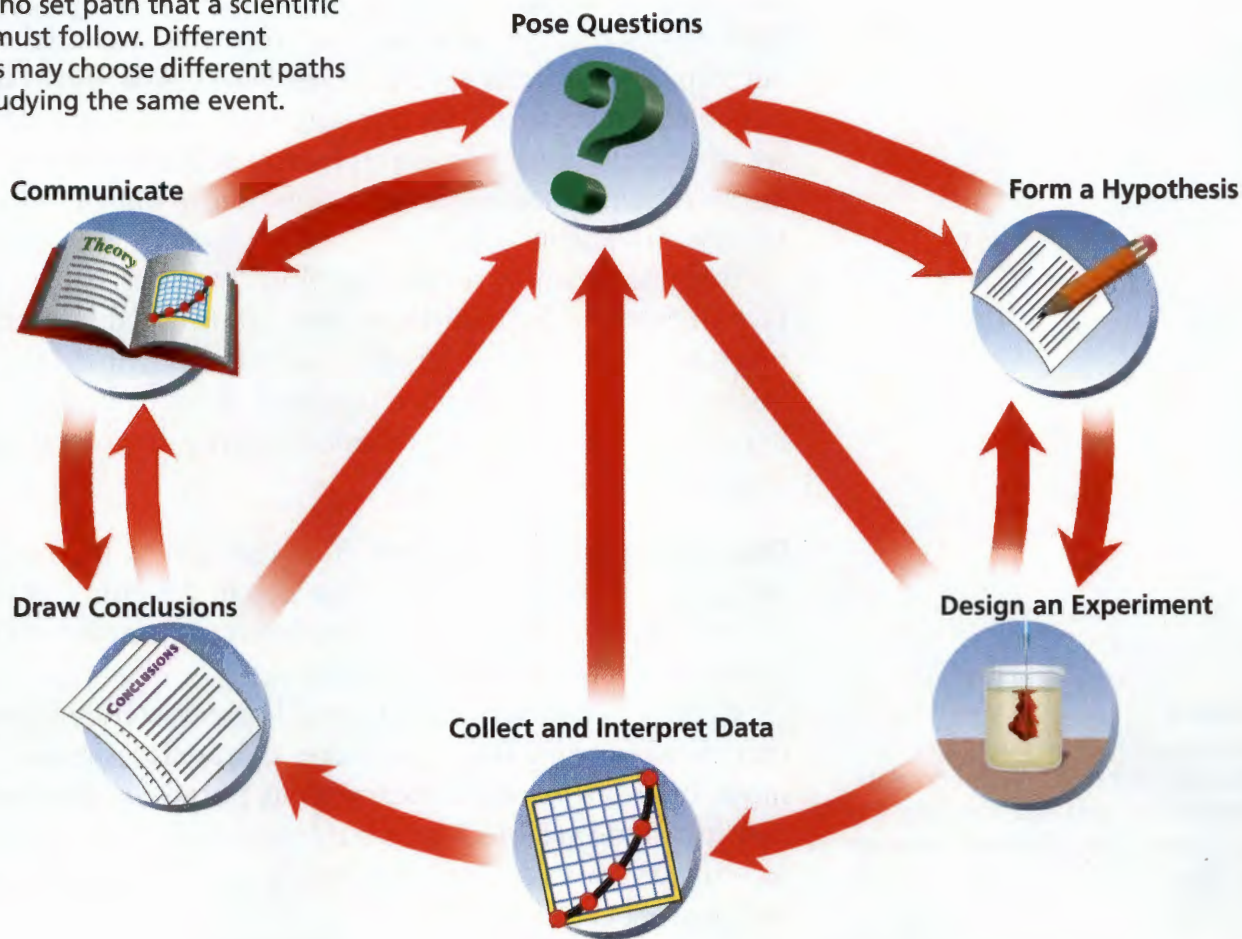 no set path that a scientific
must follow. Different
s may choose different paths
udying the same event.
Pose Questions
Communicate
Form a Hypothesis
Theory
Draw Conclusions
Design an Experiment
CONCLUSIONS
Collect and Interpret Data